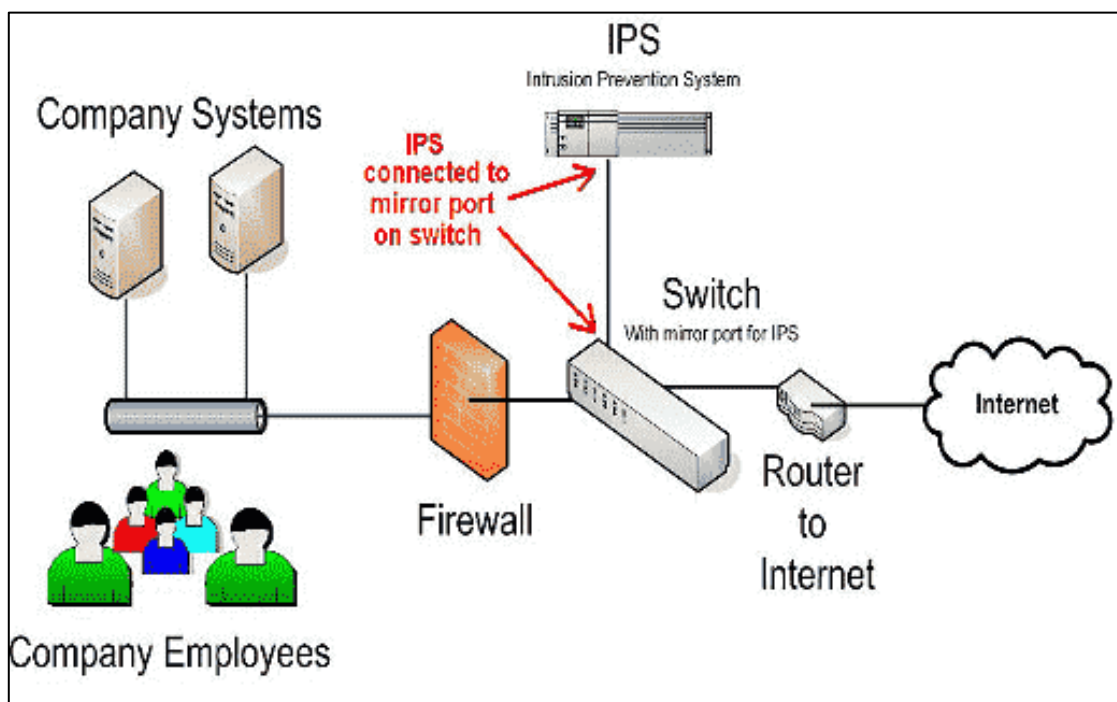 IPS
Intrusion Prevention System
Company Systems
IPS
connected to
mirror port
on switch
Switch
With mirror port for IPS
Internet
Firewall
Router
to
Internet
Company Employees